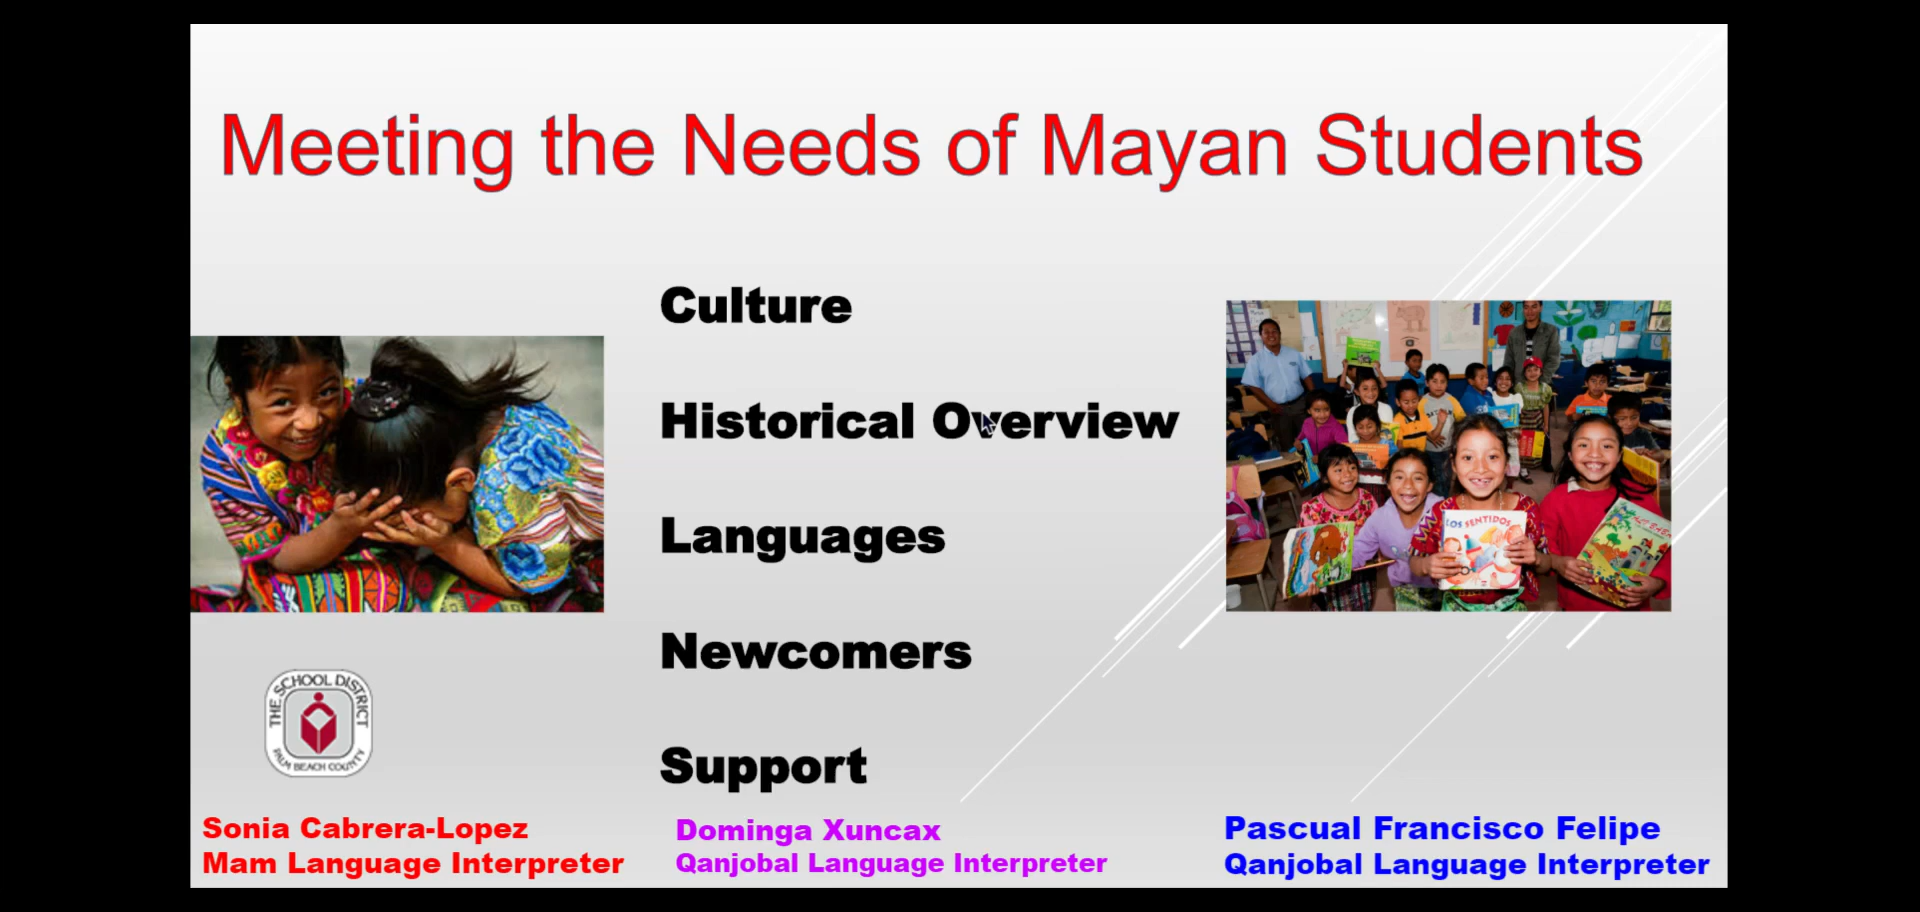 Meeting the Needs of Mayan Students
Culture
Historical Overview
Languages
Newcomers
Support
LOS SENTIDOS
THE SCHOOL DISTRICT
PALM BEACH COUNTY
Sonia Cabrera-Lopez
Mam Language Interpreter
Dominga Xuncax
Qanjobal Language Interpreter
Pascual Francisco Felipe
Qanjobal Language Interpreter